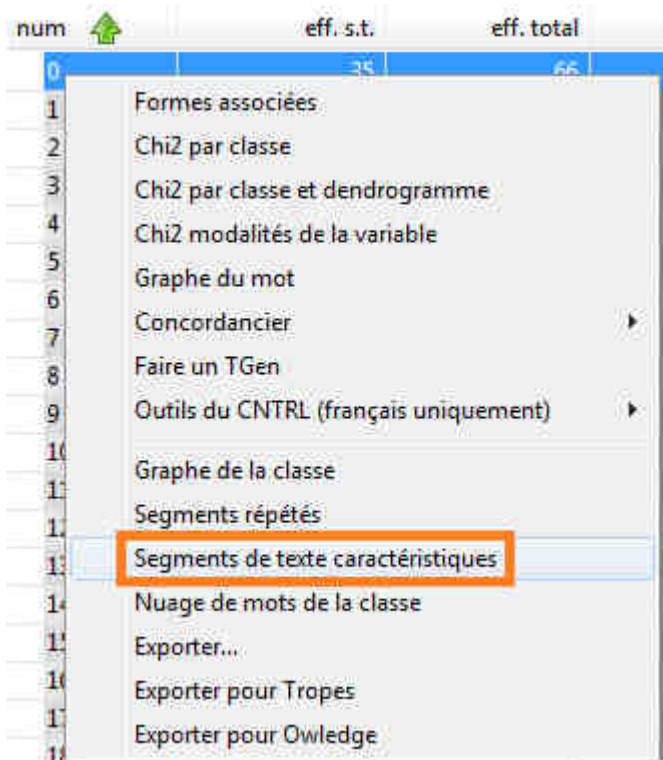 num eff. s.t. eff. total
0 35 66
1 Formes associées
2 Chi2 par classe
3 Chi2 par classe et dendrogramme
4 Chi2 modalités de la variable
5
6 Graphe du mot
7 Concordancier
8 Faire un TGen
9 Outils du CNTRL (français uniquement)
10
Graphe de la classe
Segments répétés
Segments de texte caractéristiques
14 Nuage de mots de la classe
Exporter...
16 Exporter pour Tropes
Exporter pour Owledge